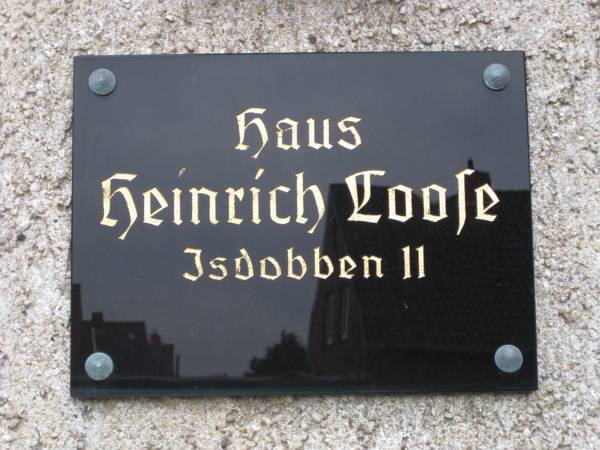 Haus
Heinrich Looſe
Isdobben 11